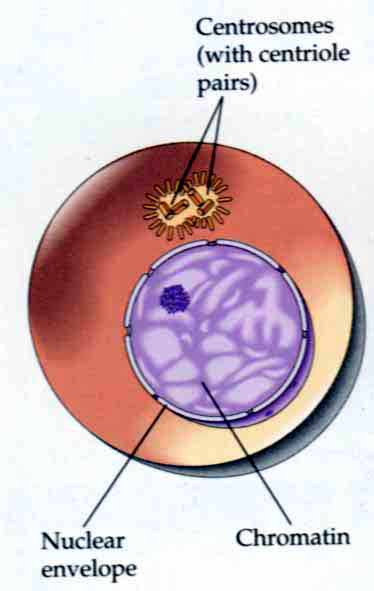 Centrosomes
(with centriole
pairs)
Nuclear
envelope
Chromatin